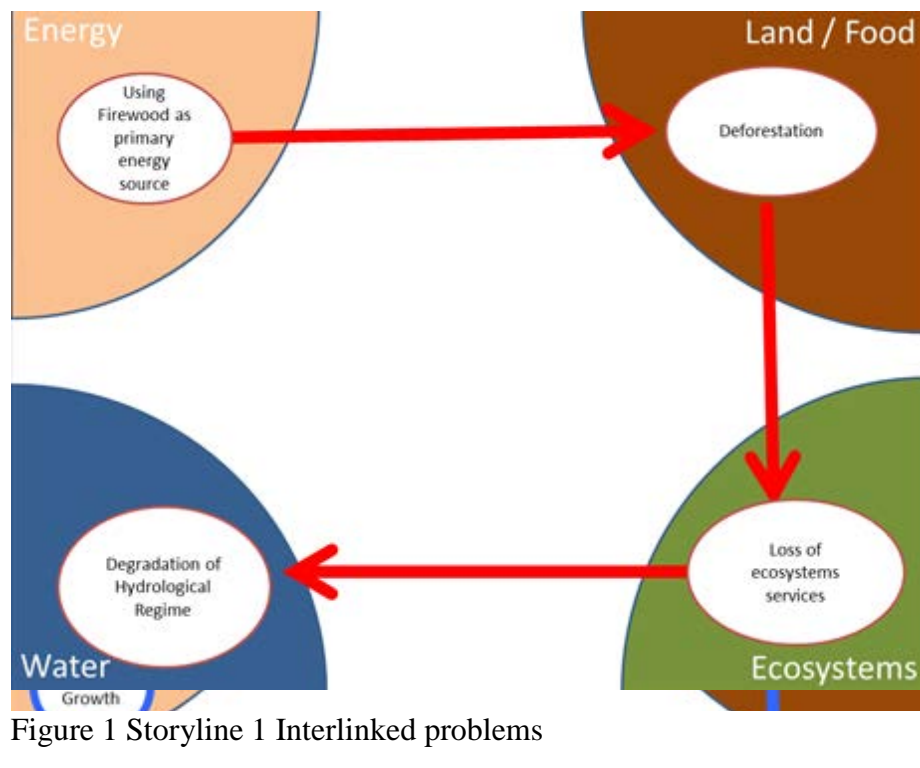 Energy
Land / Food
Using
Firewood as
primary
energy
source
Deforestation
Degradation of
Hydrological
Regime
Loss of
ecosystems
services
Water
Ecosystems
Growth
Figure 1 Storyline 1 Interlinked problems